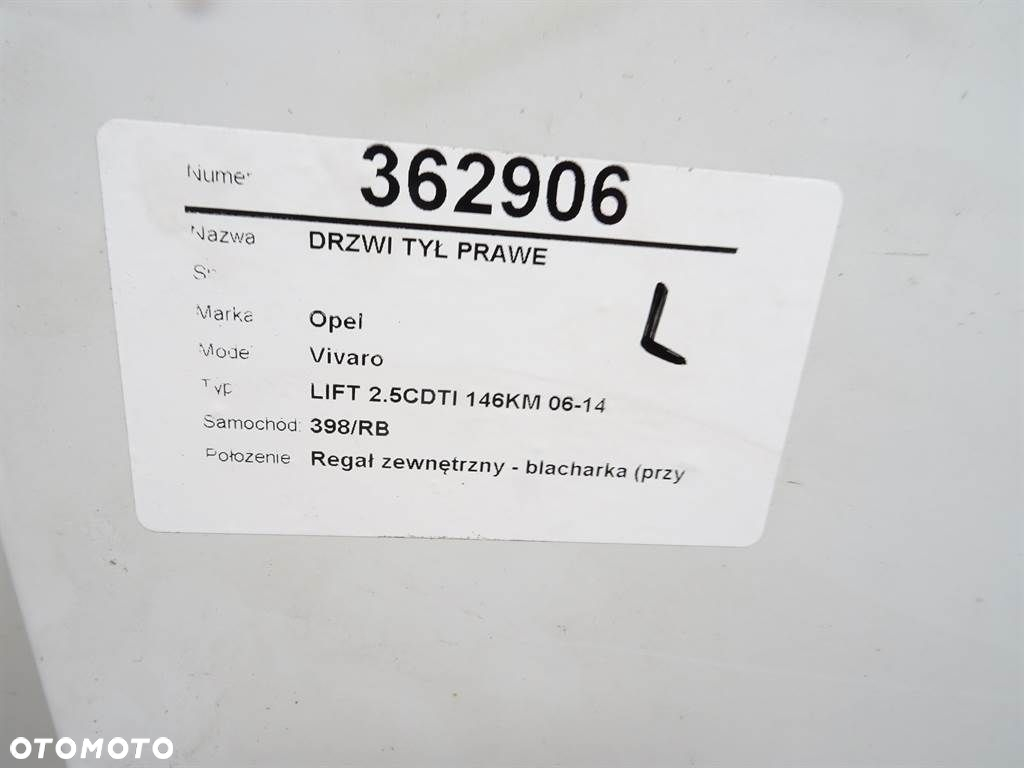 Numer 362906
Nazwa DRZWI TYŁ PRAWE
Marka Opel
Model Vivaro
Typ LIFT 2.5CDTI 146KM 06-14
Samochód: 398/RB
Położenie Regał zewnętrzny - blacharka (przy
L
OTOMOTO